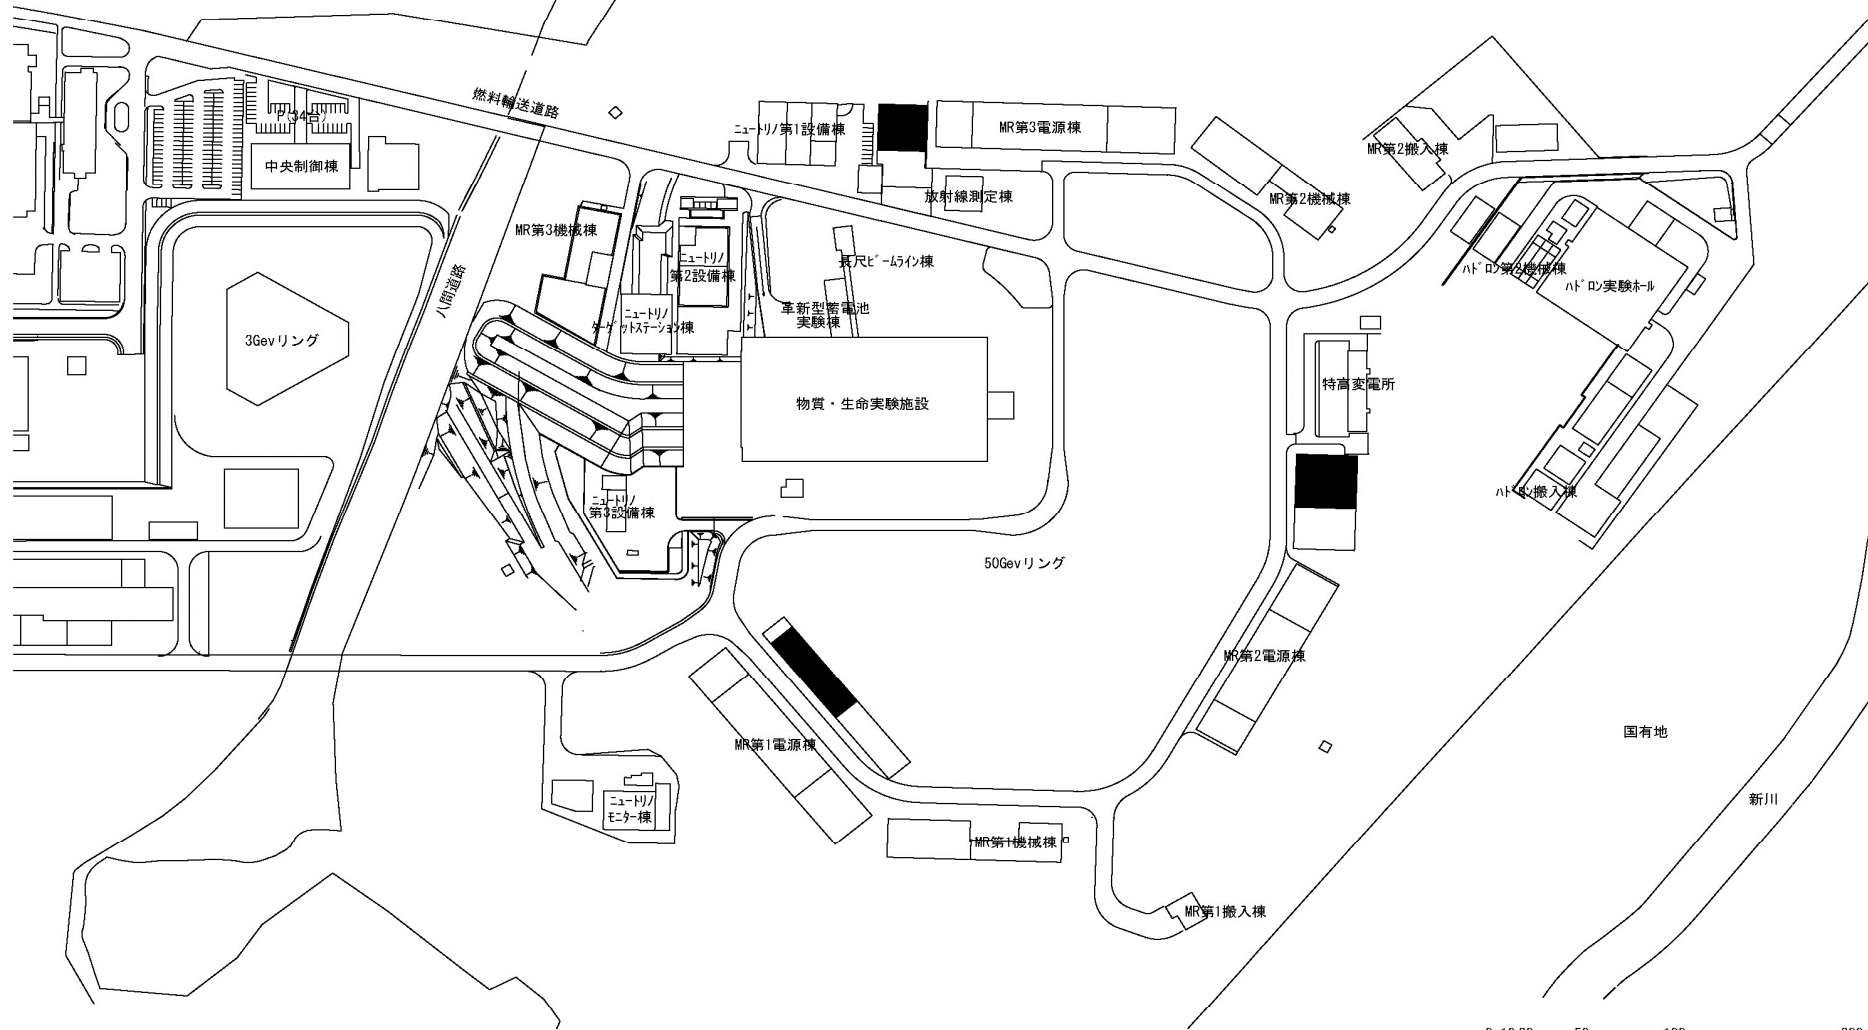 燃料輸送道路
P(34台)
中央制御棟
ニュートリノ第1設備棟
MR第3電源棟
MR第2搬入棟
放射線測定棟
MR第2機械棟
MR第3機械棟
ニュートリノ
第2設備棟
長尺ビームライン棟
ハドロン第2機械棟
ハドロン実験ホール
八間道路
革新型蓄電池
実験棟
ニュートリノ
ターゲットステーション棟
3Gevリング
特高変電所
物質・生命実験施設
ハドロン搬入棟
ニュートリノ
第3設備棟
50Gevリング
MR第2電源棟
国有地
MR第1電源棟
新川
ニュートリノ
モニター棟
MR第1機械棟
MR第1搬入棟